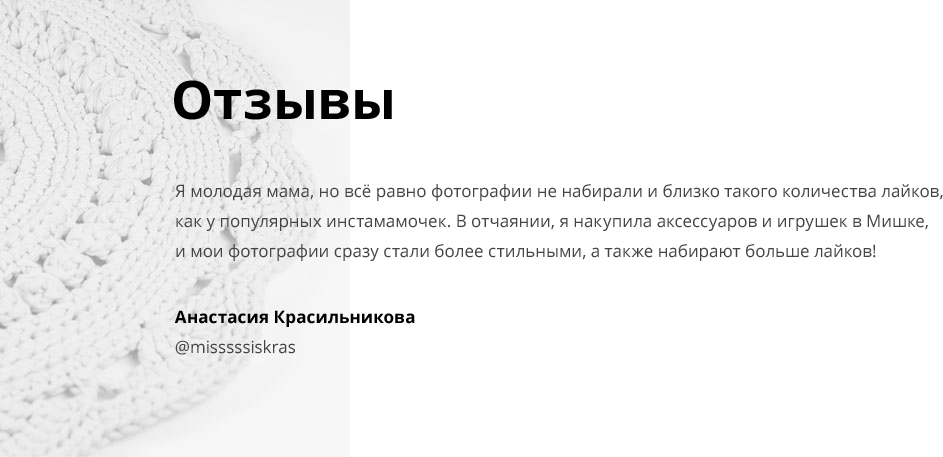 Отзывы
Я молодая мама, но всё равно фотографии не набирали и близко такого количества лайков,
как у популярных инстамамочек. В отчаянии, я накупила аксессуаров и игрушек в Мишке,
и мои фотографии сразу стали более стильными, а также набирают больше лайков!
Анастасия Красильникова
@misssssiskras